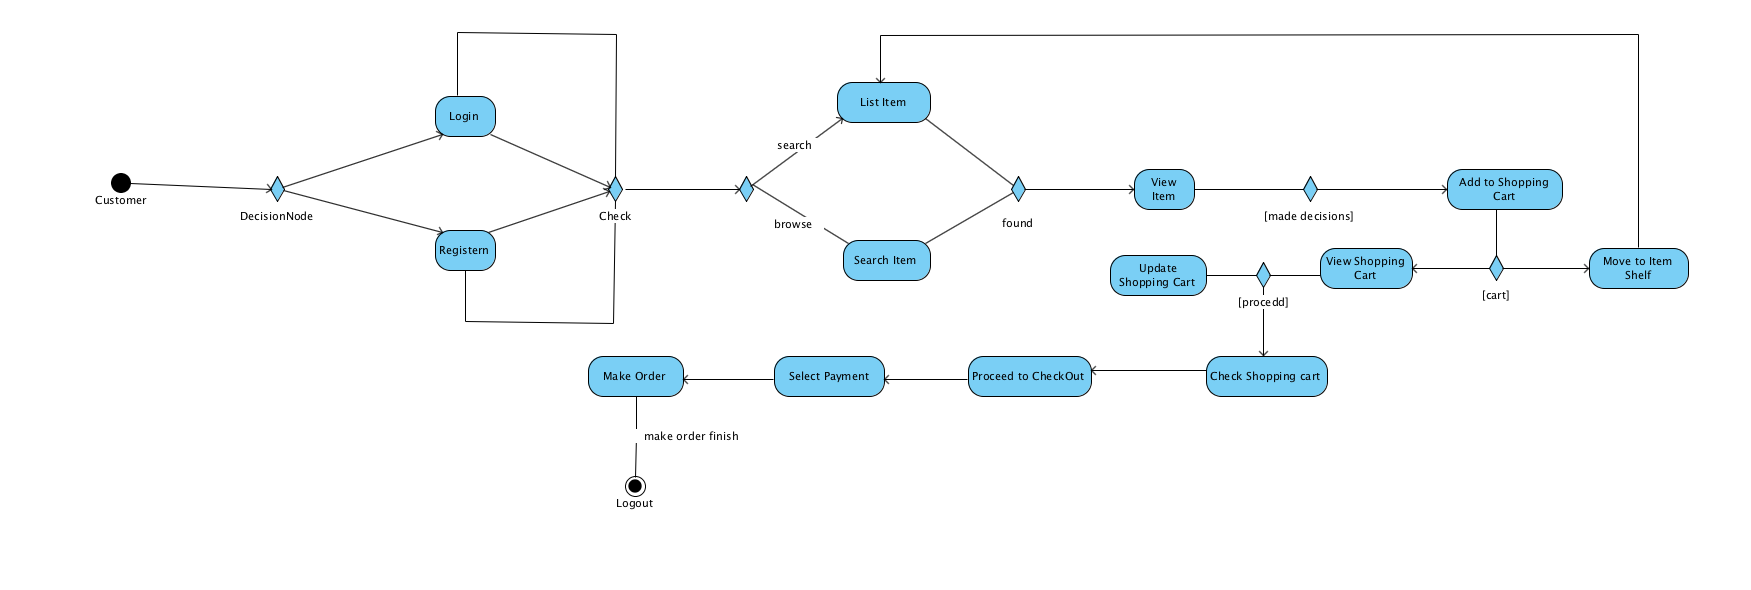 Customer
DecisionNode
Login
Registern
Check
search
browse
List Item
Search Item
found
View
Item
[made decisions]
Add to Shopping
Cart
Update
Shopping Cart
[procedd]
View Shopping
Cart
[cart]
Move to Item
Shelf
Make Order
Select Payment
Proceed to CheckOut
Check Shopping cart
make order finish
Logout